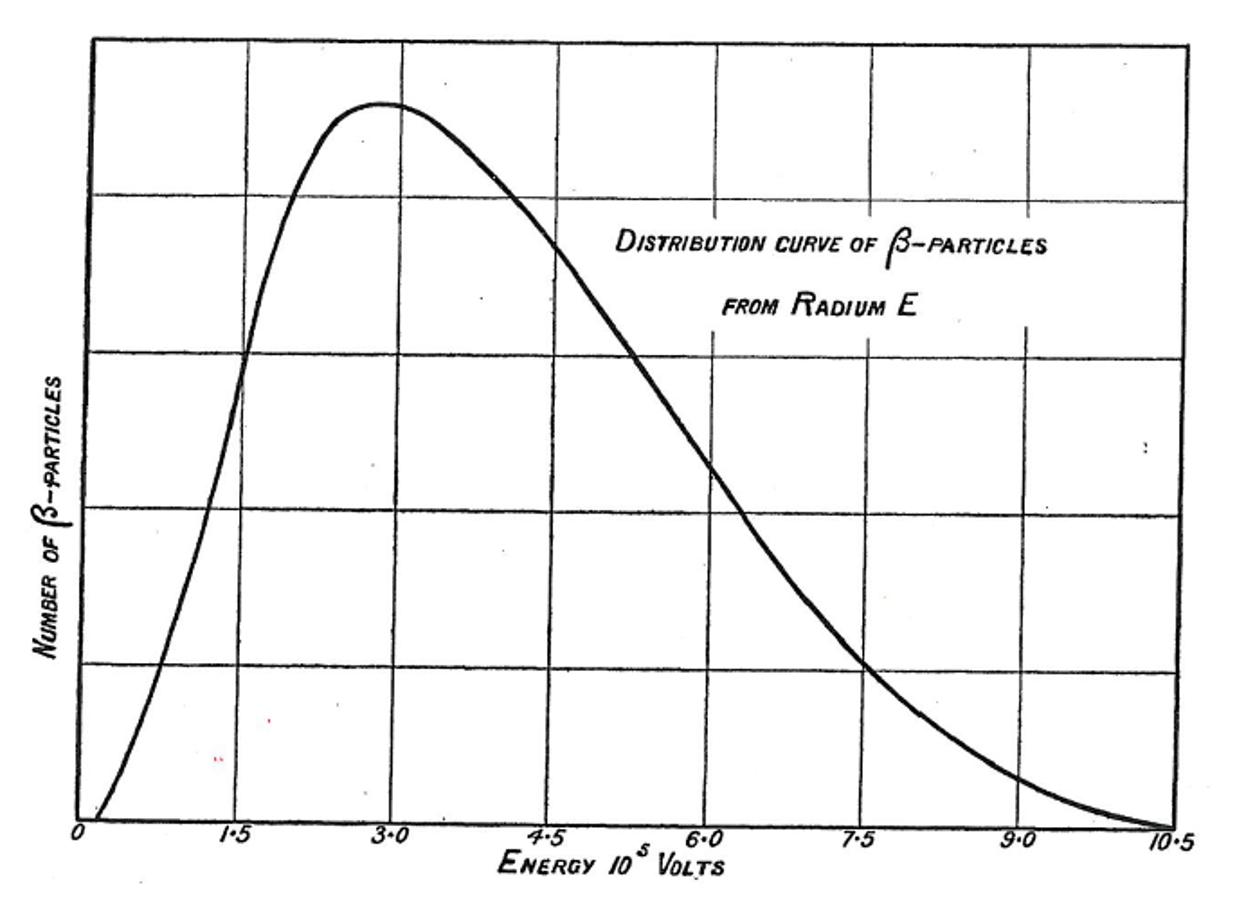 DISTRIBUTION CURVE OF β-PARTICLES
FROM RADIUM E
NUMBER OF β-PARTICLES
0 1·5 3·0 4·5 6·0 7·5 9·0 10·5
ENERGY 10⁵ VOLTS